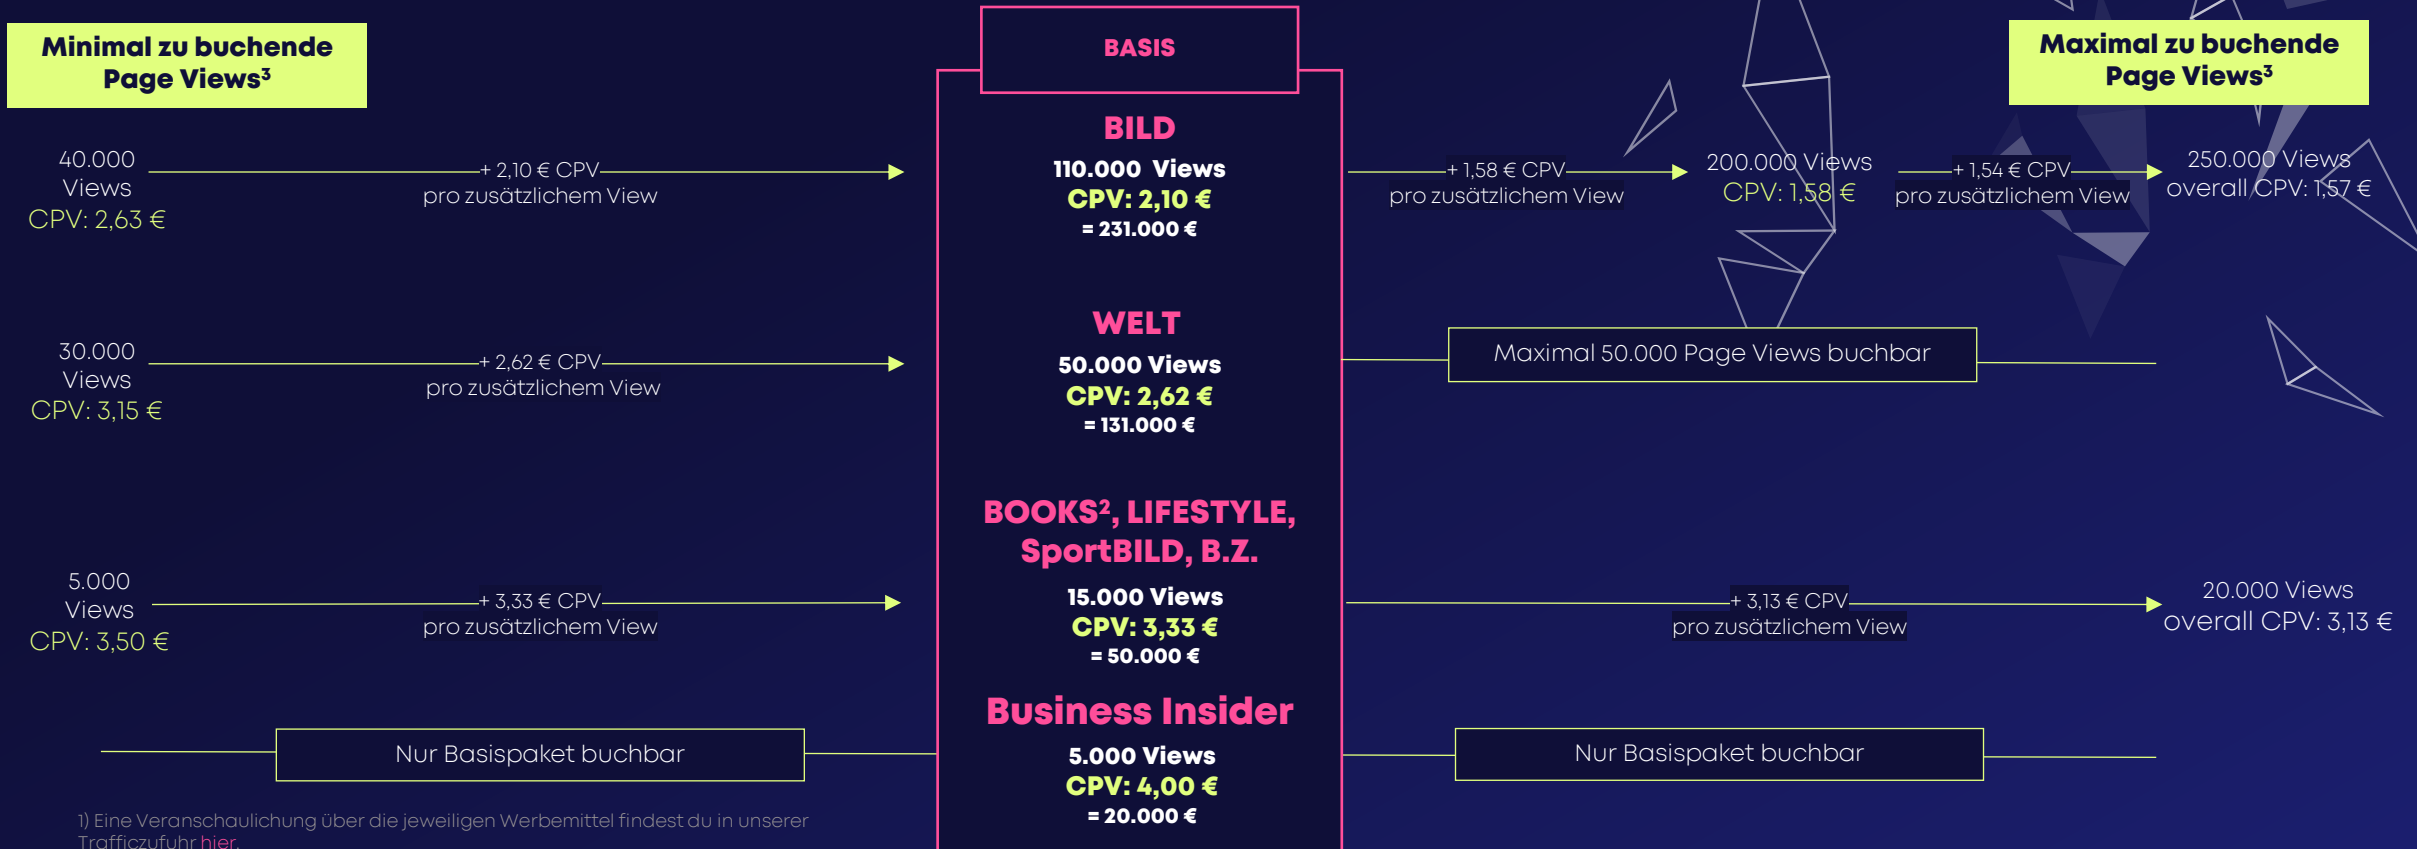 Minimal zu buchende
Page Views³
BASIS
Maximal zu buchende
Page Views³
40.000
Views
CPV: 2,63 €
+ 2,10 € CPV
pro zusätzlichem View
BILD
110.000 Views
CPV: 2,10 €
= 231.000 €
+ 1,58 € CPV
pro zusätzlichem View
200.000 Views
CPV: 1,58 €
+ 1,54 € CPV
pro zusätzlichem View
250.000 Views
overall CPV: 1,57 €
30.000
Views
CPV: 3,15 €
+ 2,62 € CPV
pro zusätzlichem View
WELT
50.000 Views
CPV: 2,62 €
= 131.000 €
Maximal 50.000 Page Views buchbar
5.000
Views
CPV: 3,50 €
+ 3,33 € CPV
pro zusätzlichem View
BOOKS², LIFESTYLE,
SportBILD, B.Z.
15.000 Views
CPV: 3,33 €
= 50.000 €
+ 3,13 € CPV
pro zusätzlichem View
20.000 Views
overall CPV: 3,13 €
Nur Basispaket buchbar
Business Insider
5.000 Views
CPV: 4,00 €
= 20.000 €
Nur Basispaket buchbar
1) Eine Veranschaulichung über die jeweiligen Werbemittel findest du in unserer
Trafficzufuhr hier.